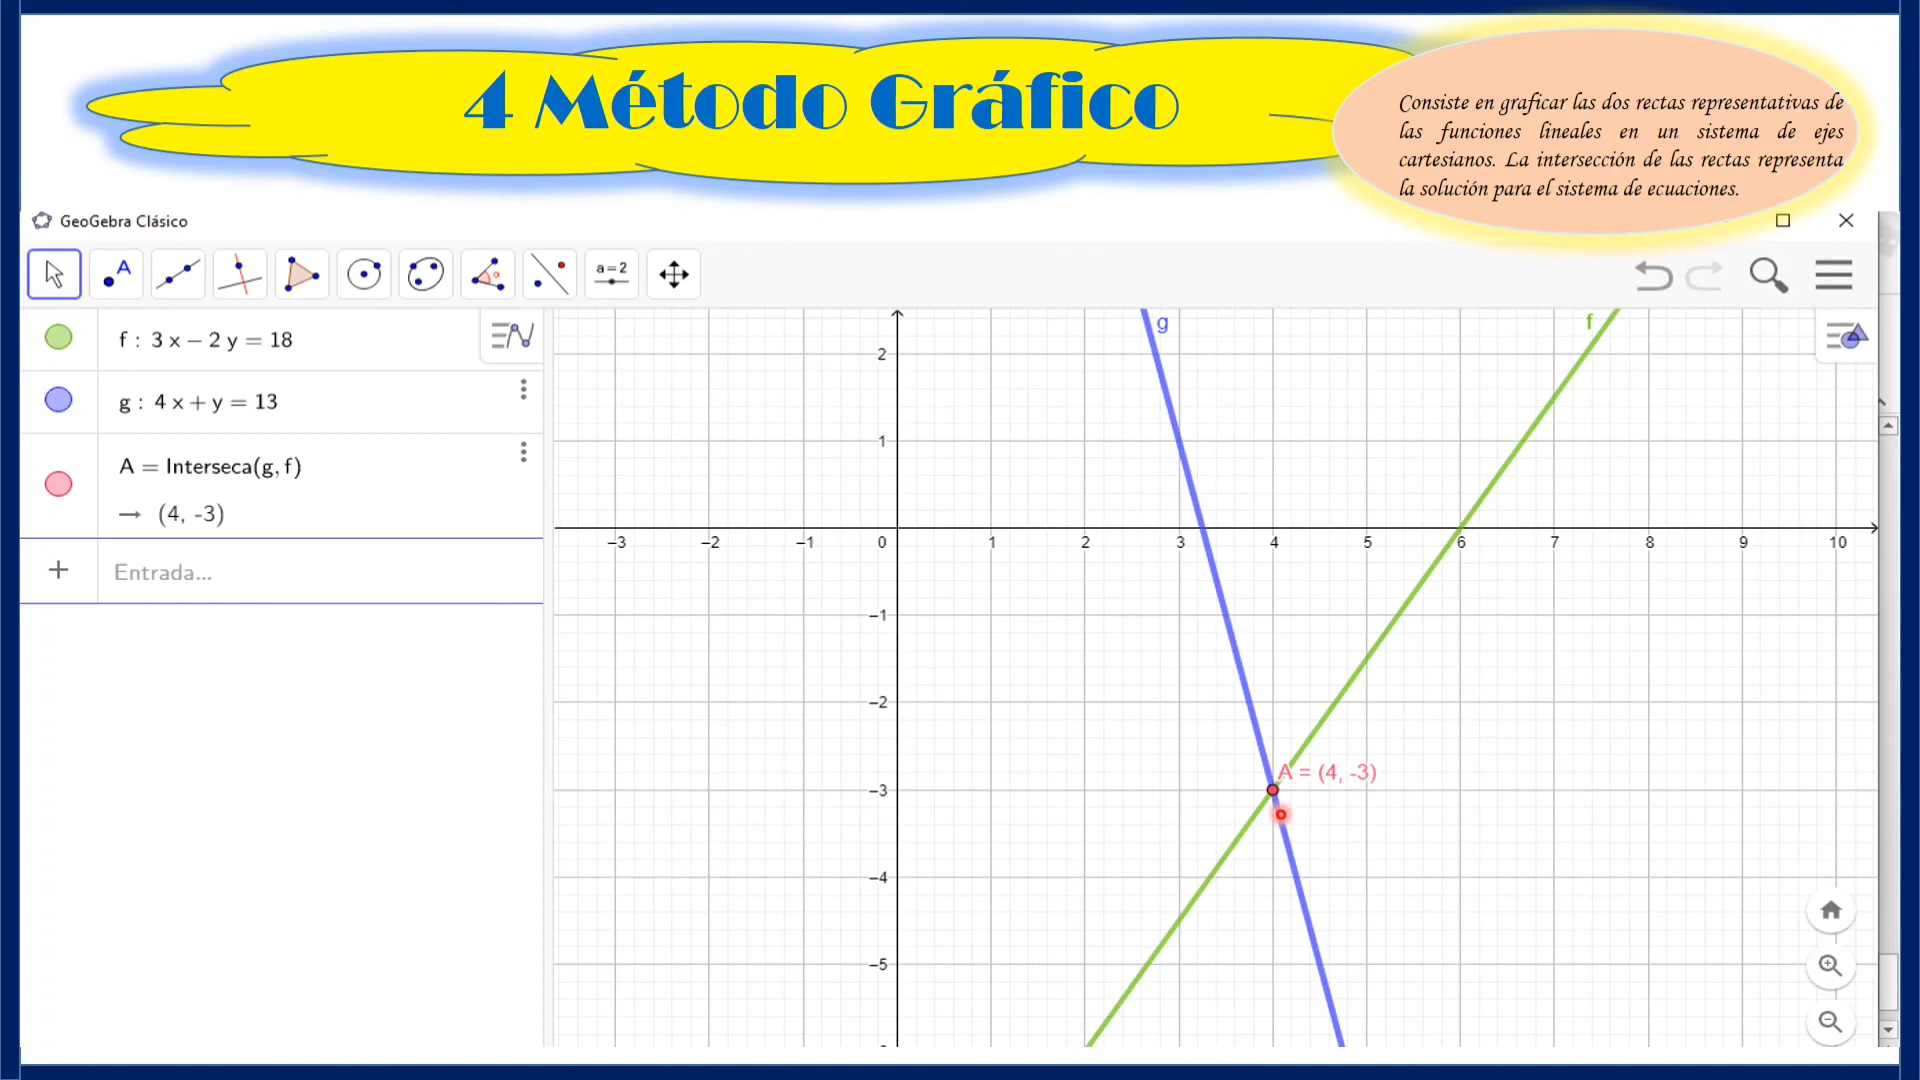 4 Método Gráfico
Consiste en graficar las dos rectas representativas de
las funciones lineales en un sistema de ejes
cartesianos. La intersección de las rectas representa
la solución para el sistema de ecuaciones.
GeoGebra Clásico
A
α
a=2
f : 3 x − 2 y = 18
g : 4 x + y = 13
A = Interseca(g, f)
→ (4, -3)
+ Entrada...
g
f
2
1
−3 −2 −1 0 1 2 3 4 5 6 7 8 9 10
−1
−2
A = (4, -3)
−3
−4
−5